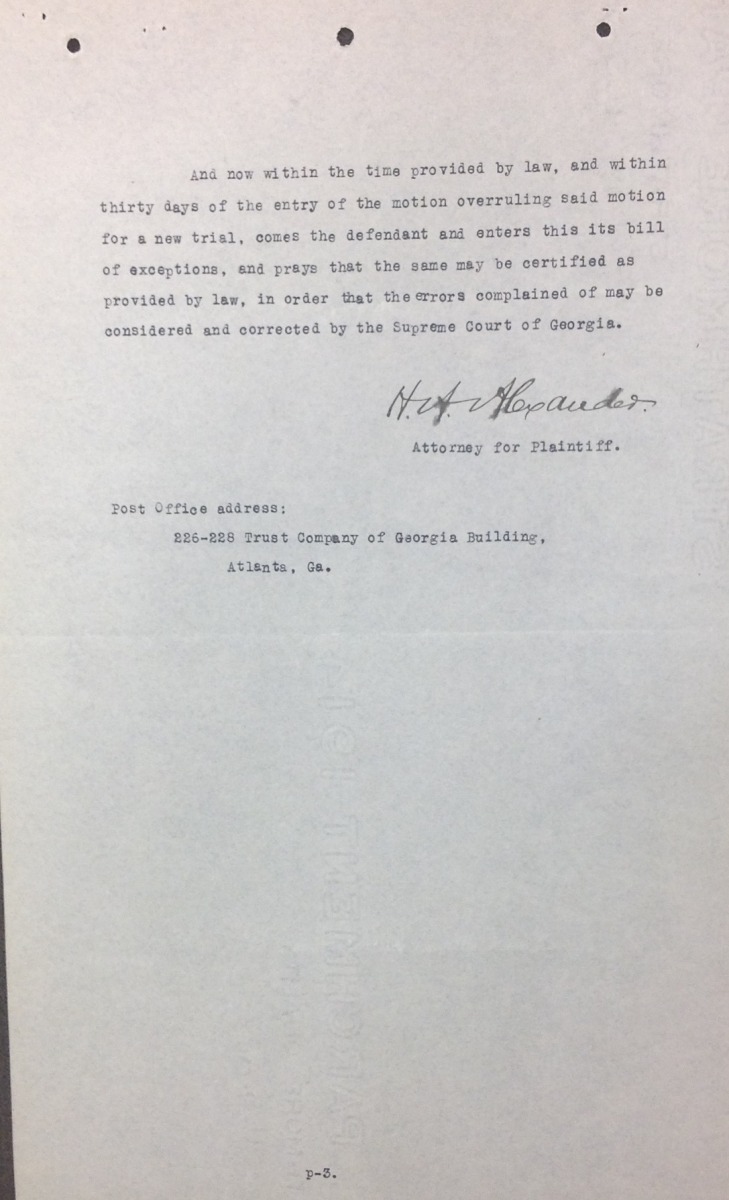 And now within the time provided by law, and within
thirty days of the entry of the motion overruling said motion
for a new trial, comes the defendant and enters this its bill
of exceptions, and prays that the same may be certified as
provided by law, in order that the errors complained of may be
considered and corrected by the Supreme Court of Georgia.
H. A. Alexander.
Attorney for Plaintiff.
Post Office address:
226-228 Trust Company of Georgia Building,
Atlanta, Ga.
p-3.